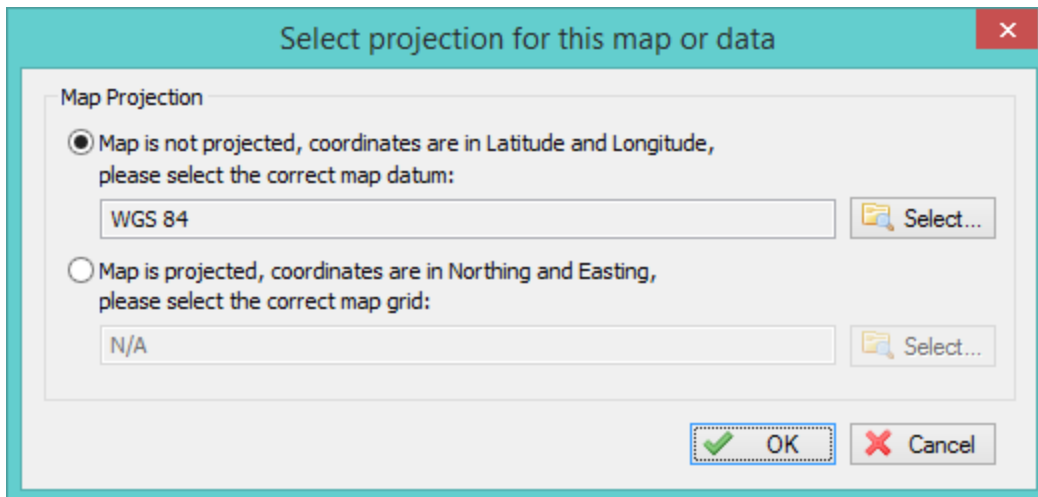 Select projection for this map or data
Map Projection
Map is not projected, coordinates are in Latitude and Longitude,
please select the correct map datum:
WGS 84
Select...
Map is projected, coordinates are in Northing and Easting,
please select the correct map grid:
N/A
Select...
OK
Cancel